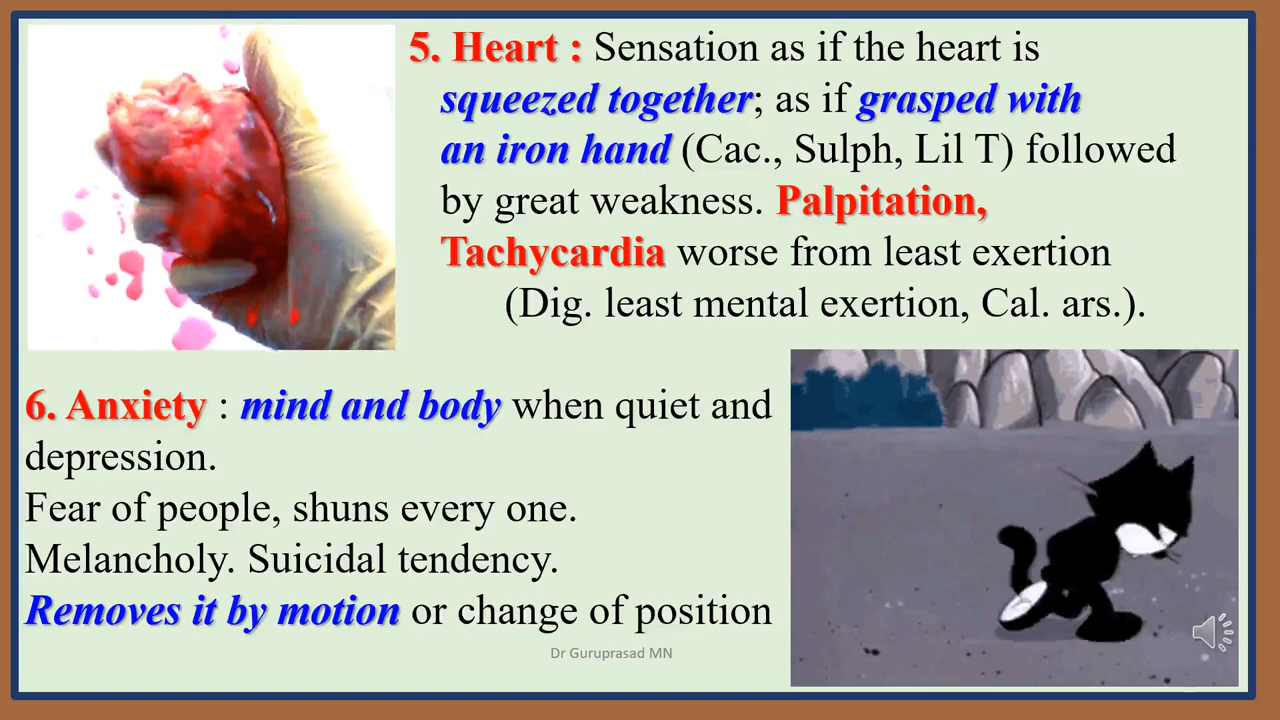 5. Heart : Sensation as if the heart is
squeezed together; as if grasped with
an iron hand (Cac., Sulph, Lil T) followed
by great weakness. Palpitation,
Tachycardia worse from least exertion
(Dig. least mental exertion, Cal. ars.).
6. Anxiety : mind and body when quiet and
depression.
Fear of people, shuns every one.
Melancholy. Suicidal tendency.
Removes it by motion or change of position
Dr Guruprasad MN